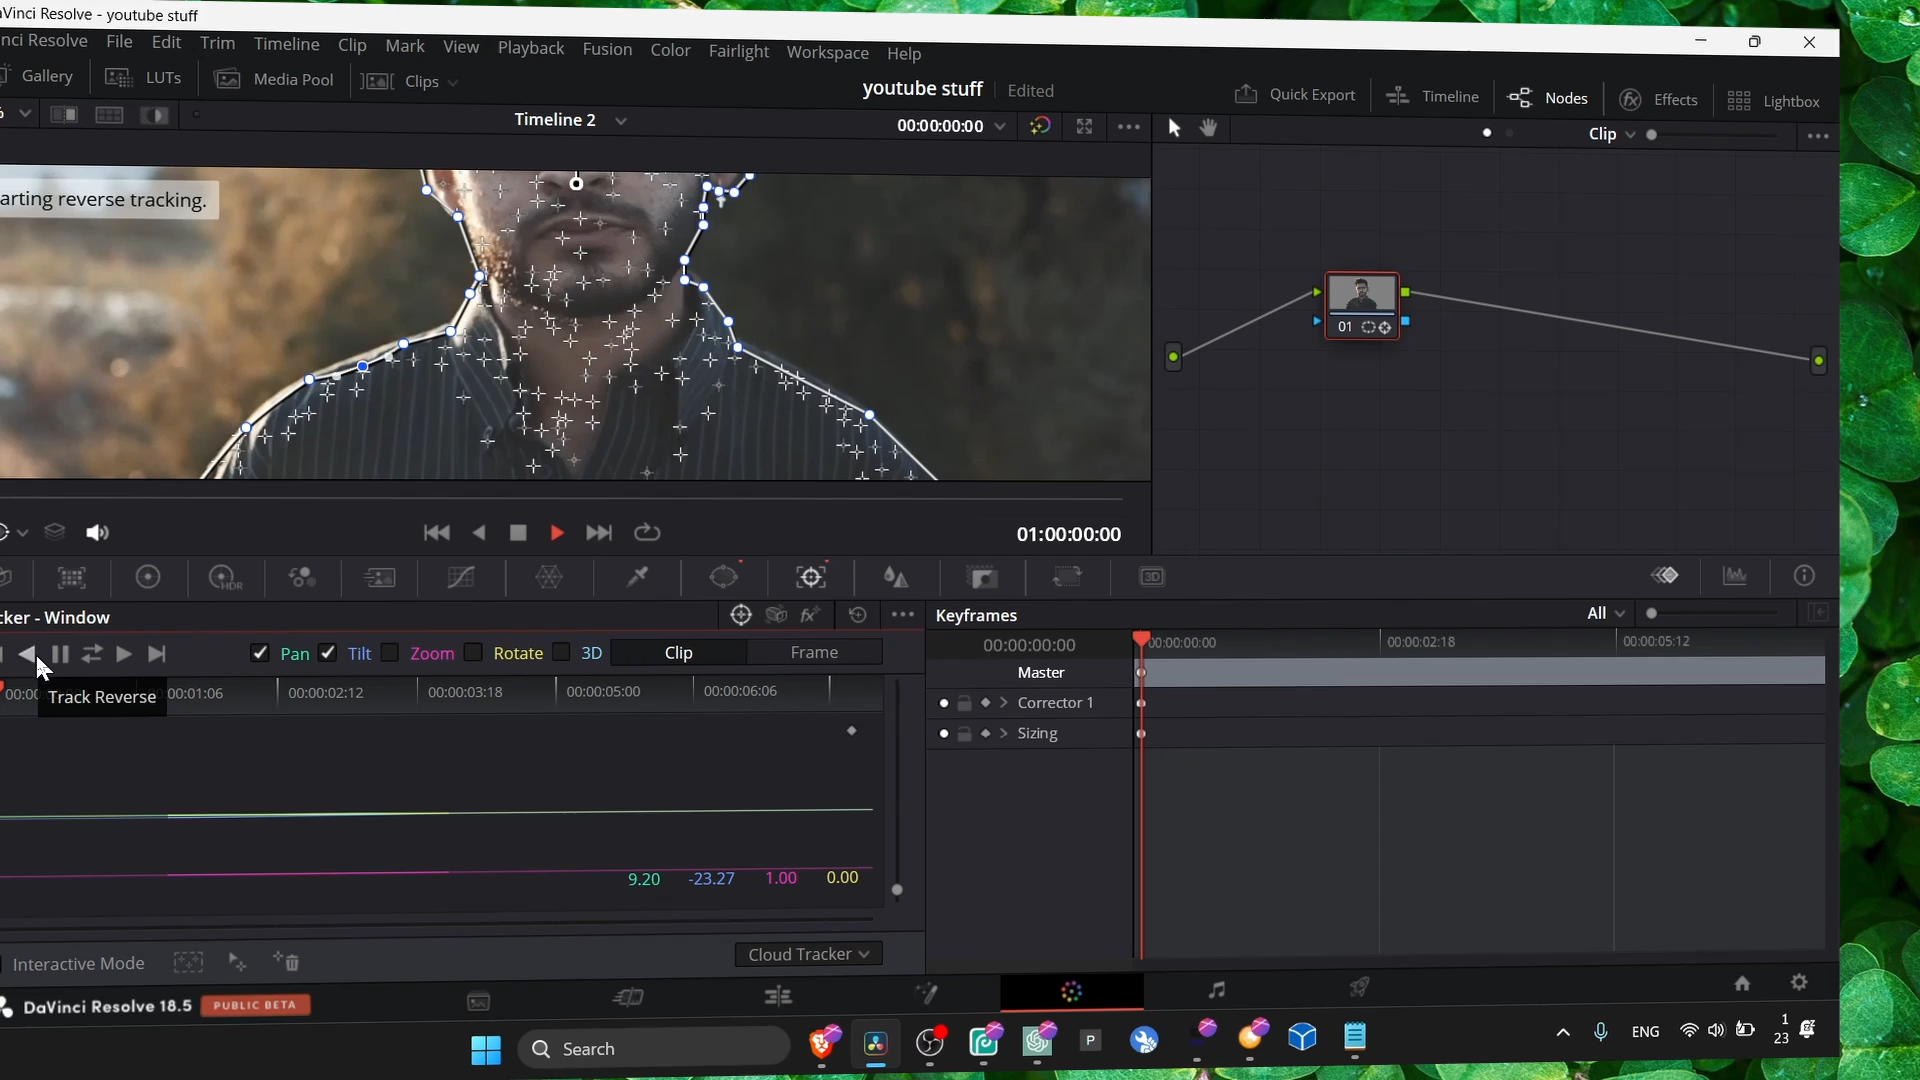 DaVinci Resolve - youtube stuff
nci Resolve File Edit Trim Timeline Clip Mark View Playback Fusion Color Fairlight Workspace Help
Gallery LUTs Media Pool Clips youtube stuff Edited Quick Export Timeline Nodes Effects Lightbox
% Timeline 2 00:00:00:00 Clip
arting reverse tracking.
01
01:00:00:00
HDR 3D
cker - Window
Keyframes All
Pan Tilt Zoom Rotate 3D Clip Frame
00:00:00:00 00:00:00:00 00:00:02:18 00:00:05:12
Master
00:00 00:01:06 00:00:02:12 00:00:03:18 00:00:05:00 00:00:06:06
Track Reverse
Corrector 1
Sizing
9.20 -23.27 1.00 0.00
Interactive Mode Cloud Tracker
DaVinci Resolve 18.5 PUBLIC BETA
Search P ENG 1
23